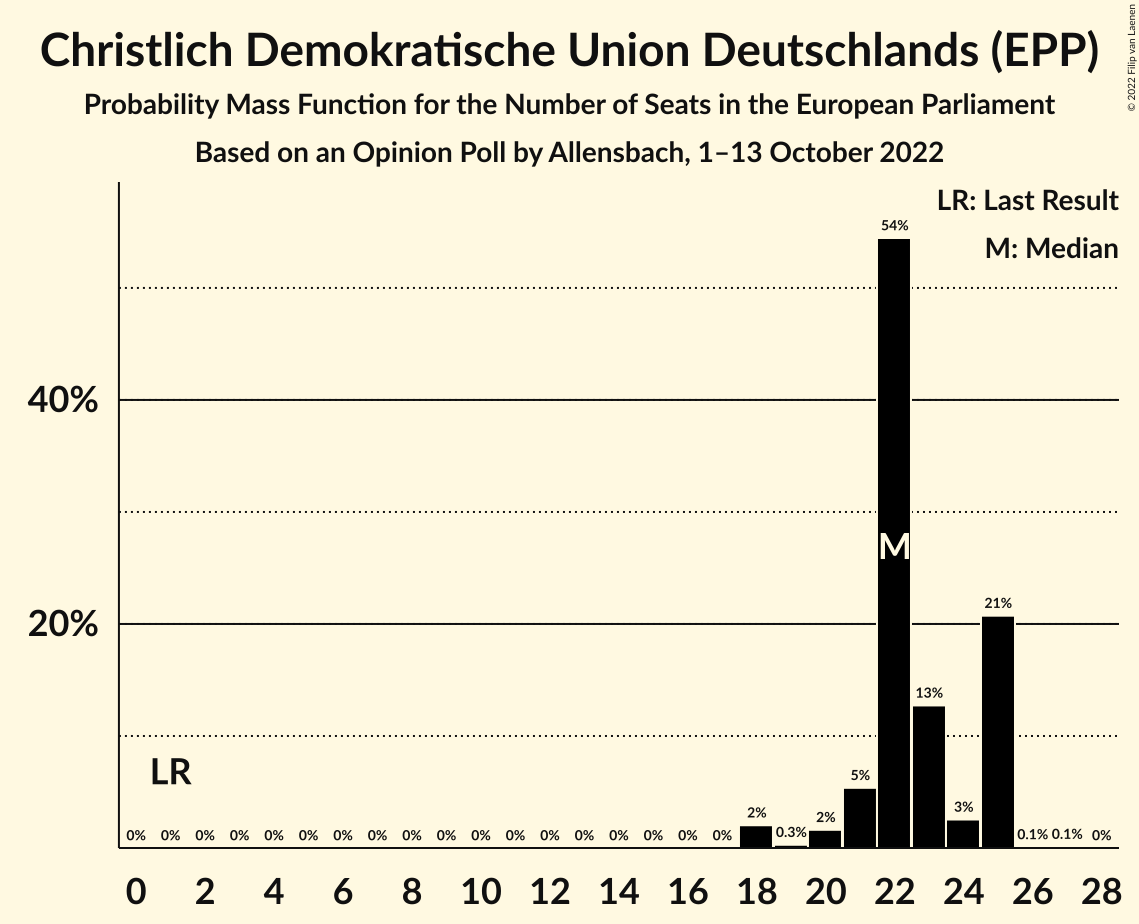 Christlich Demokratische Union Deutschlands (EPP)
Probability Mass Function for the Number of Seats in the European Parliament
Based on an Opinion Poll by Allensbach, 1–13 October 2022
© 2022 Filip van Laenen
LR: Last Result
M: Median
54%
40%
M
20%
21%
13%
LR
5%
3%
0% 0% 0% 0% 0% 0% 0% 0% 0% 0% 0% 0% 0% 0% 0% 0% 0% 0% 2% 0.3% 2% 0.1% 0.1% 0%
0 2 4 6 8 10 12 14 16 18 20 22 24 26 28